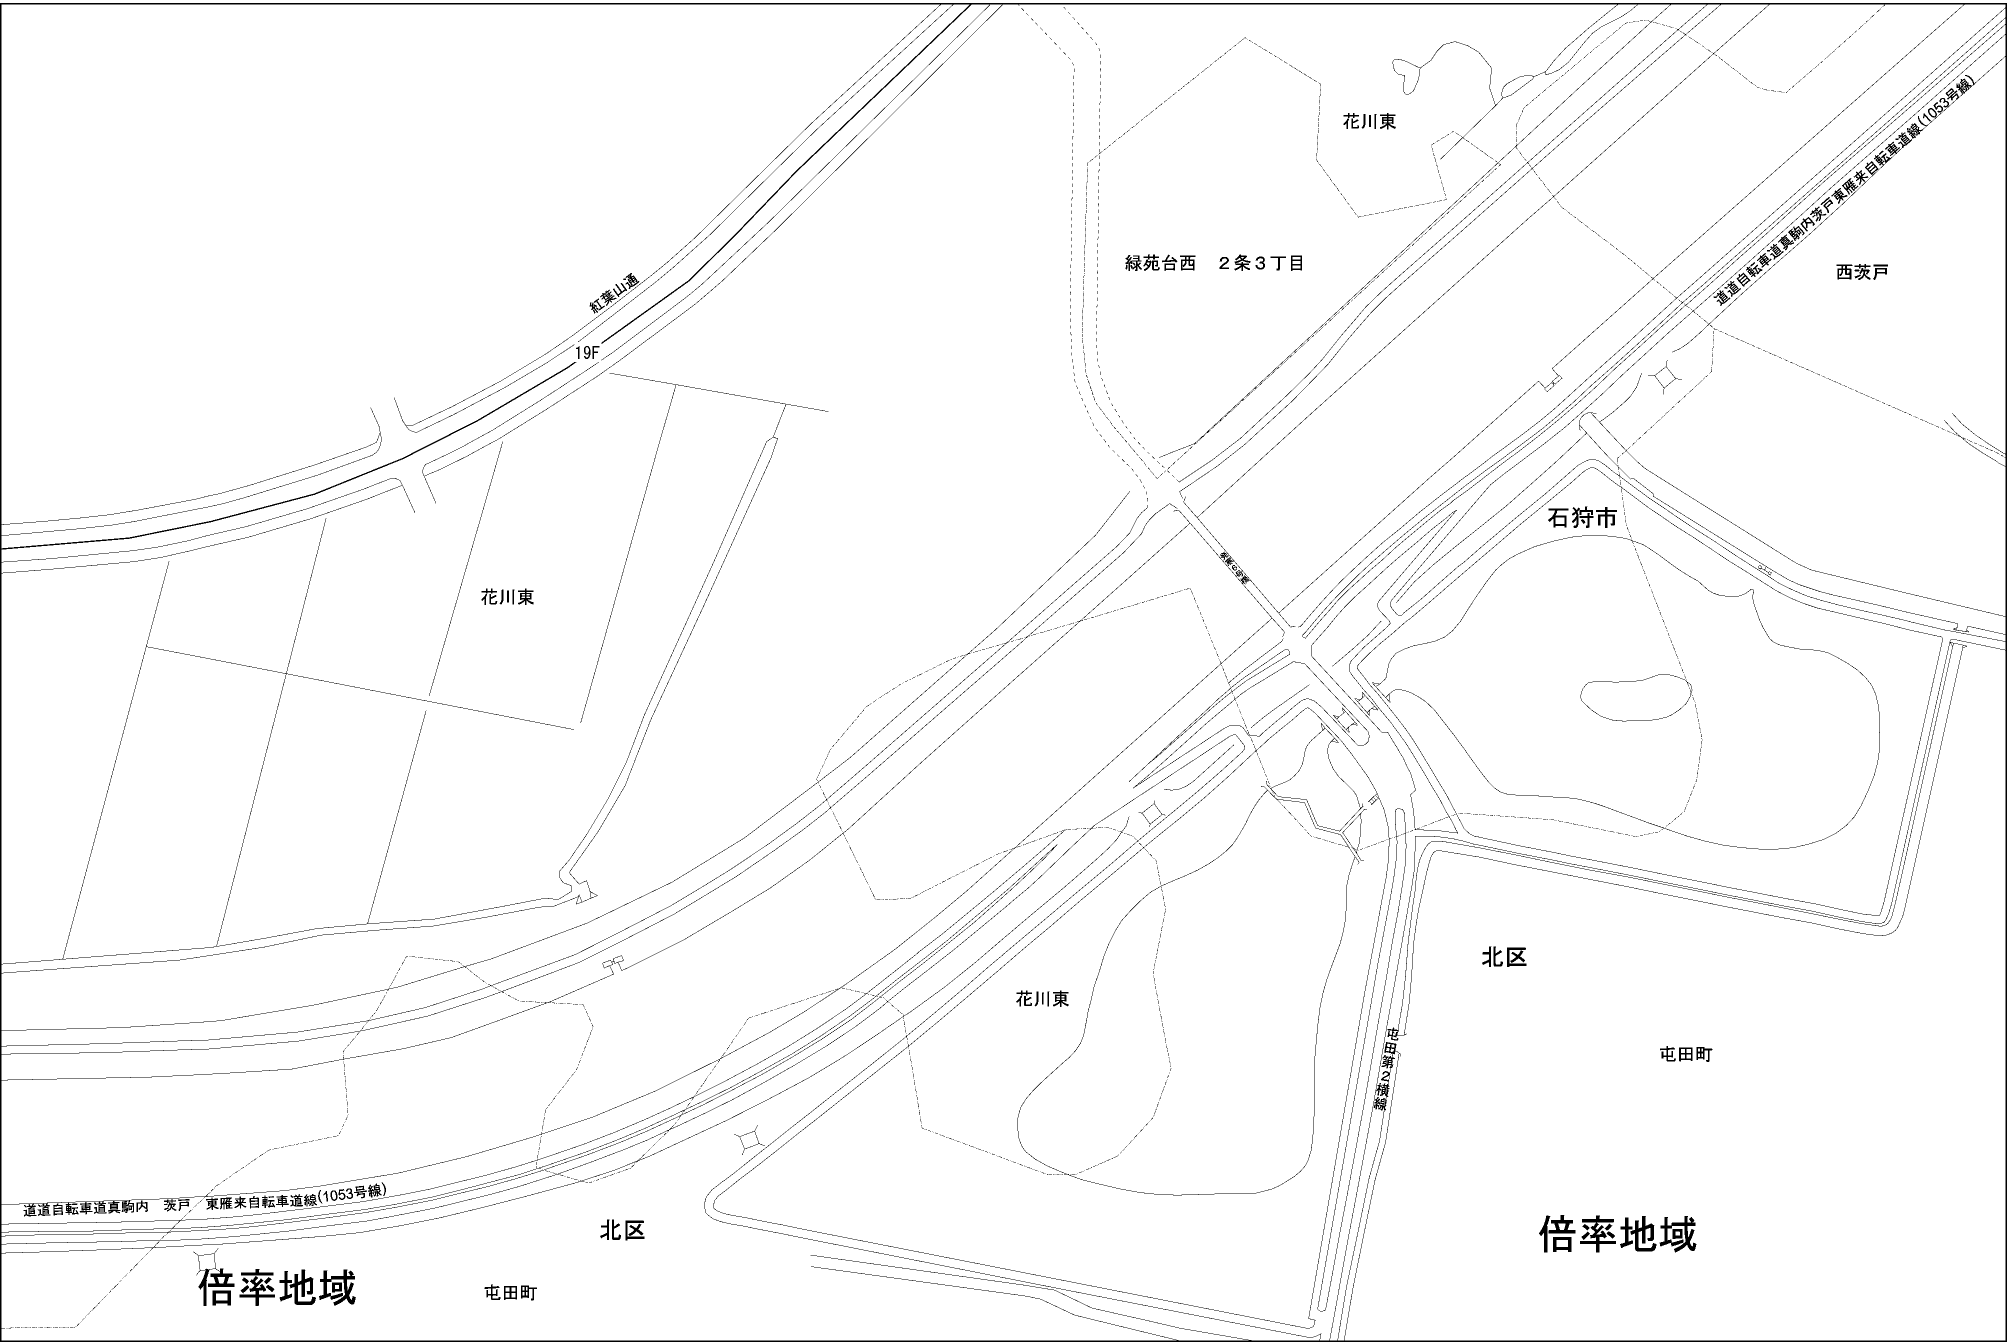 花川東
道道自転車道真駒内茨戸東雁来自転車道線(1053号線)
緑苑台西　２条３丁目
西茨戸
紅葉山通
19F
石狩市
花川東
北区
花川東
屯田第２横線
屯田町
道道自転車道真駒内　茨戸　東雁来自転車道線(1053号線)
北区
倍率地域
倍率地域
屯田町